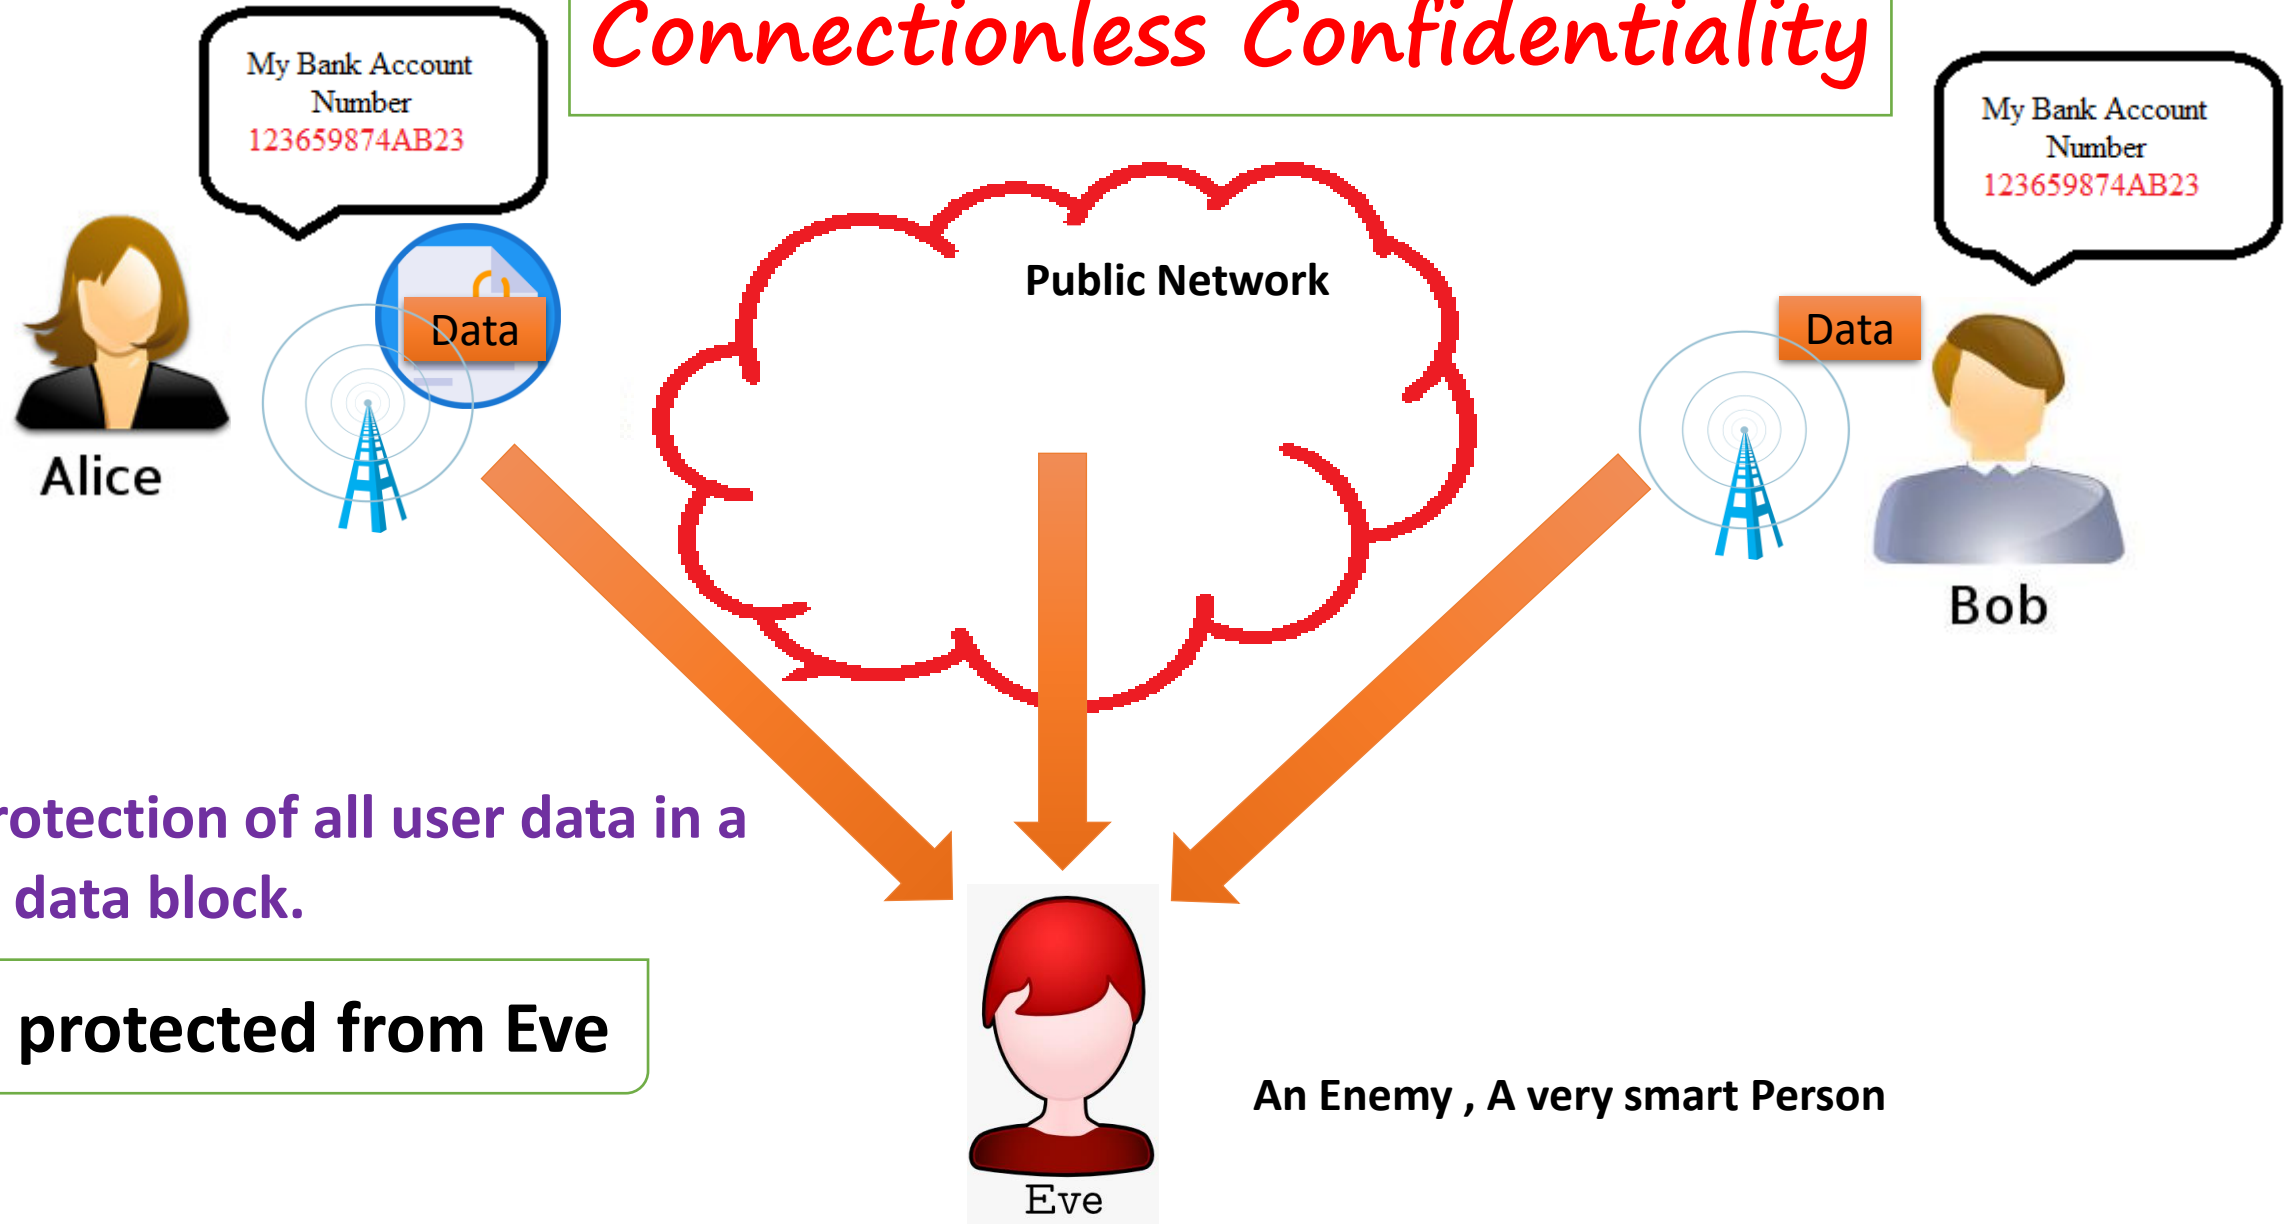 Connectionless Confidentiality
My Bank Account
Number
123659874AB23
My Bank Account
Number
123659874AB23
Public Network
Data
Data
Alice
Bob
rotection of all user data in a
data block.
protected from Eve
An Enemy , A very smart Person
Eve